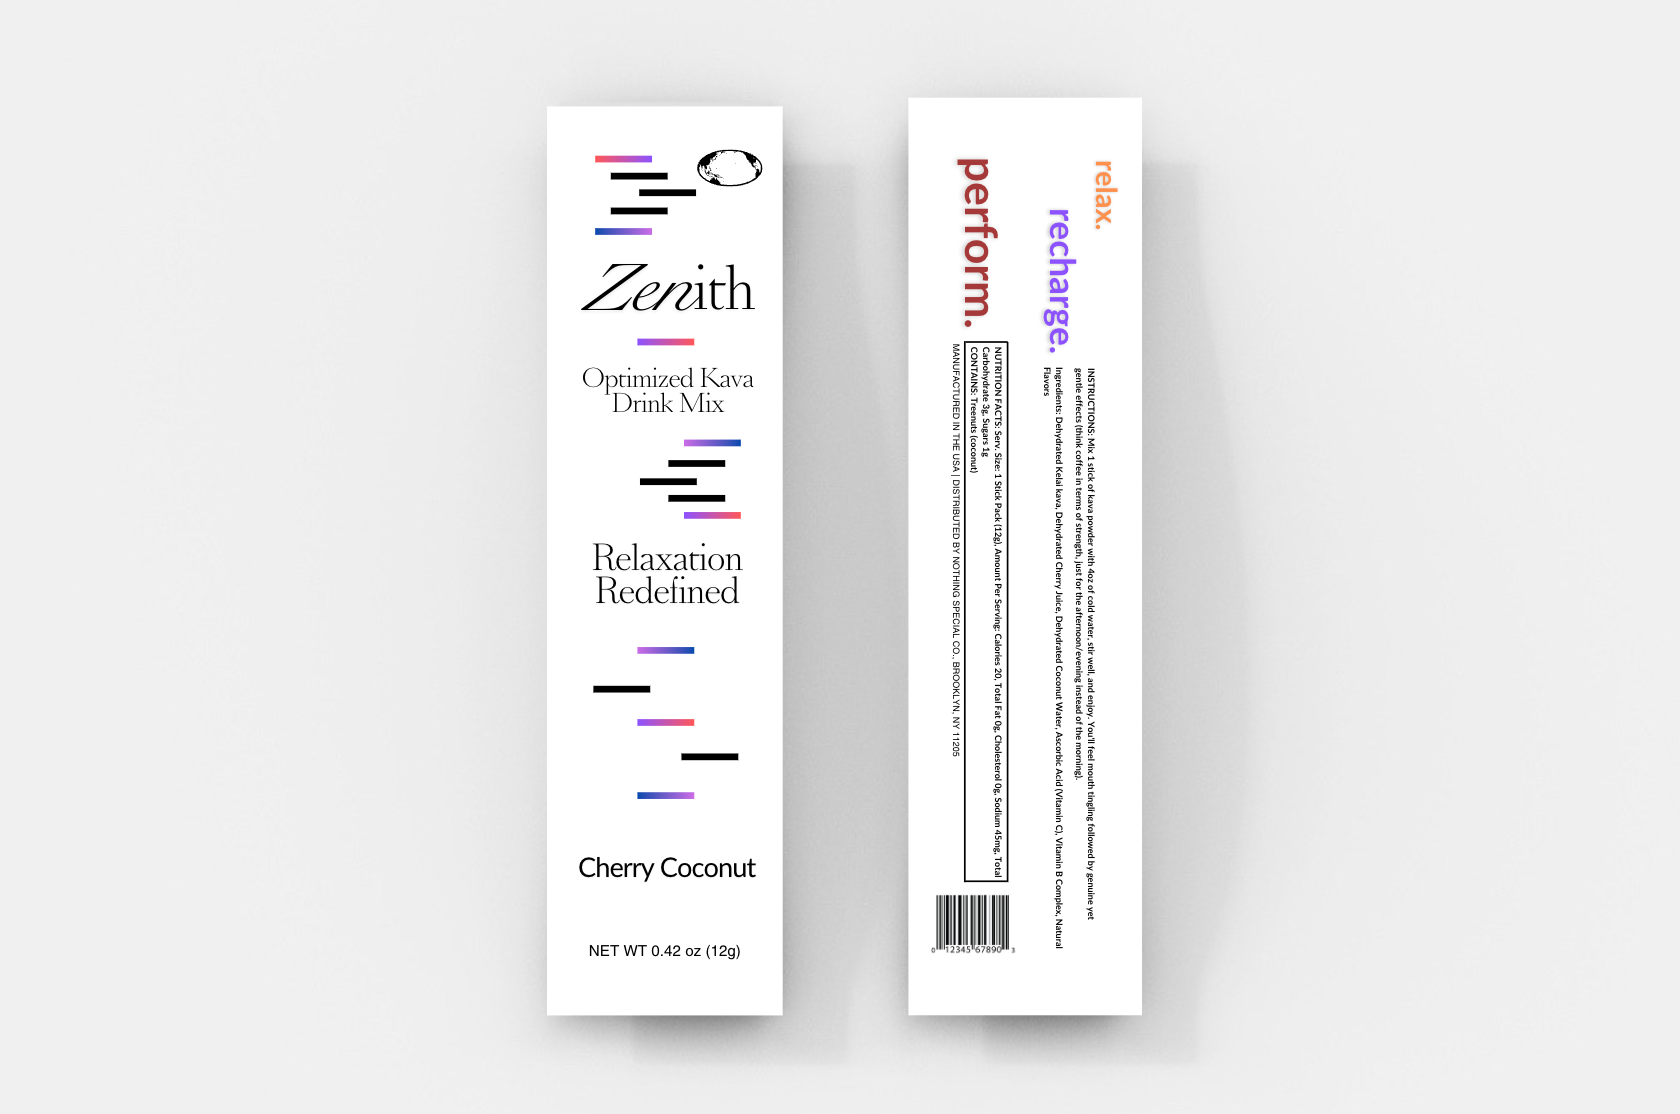 Zenith
Optimized Kava
Drink Mix
Relaxation
Redefined
Cherry Coconut
NET WT 0.42 oz (12g)
relax.
recharge.
perform.
INSTRUCTIONS: Mix 1 stick of kava powder with 4oz of cold water, stir well, and enjoy. You'll feel mouth tingling followed by genuine yet
gentle effects (think coffee in terms of strength, just for the afternoon/evening instead of the morning).
Ingredients: Dehydrated Kelai kava, Dehydrated Cherry Juice, Dehydrated Coconut Water, Ascorbic Acid (Vitamin C), Vitamin B Complex, Natural
Flavors
NUTRITION FACTS: Serv. Size: 1 Stick Pack (12g), Amount Per Serving: Calories 20, Total Fat 0g, Cholesterol 0g, Sodium 45mg, Total
Carbohydrate 3g, Sugars 1g
CONTAINS: Treenuts (coconut)
MANUFACTURED IN THE USA | DISTRIBUTED BY NOTHING SPECIAL CO., BROOKLYN, NY 11205
0 12345 67890 3